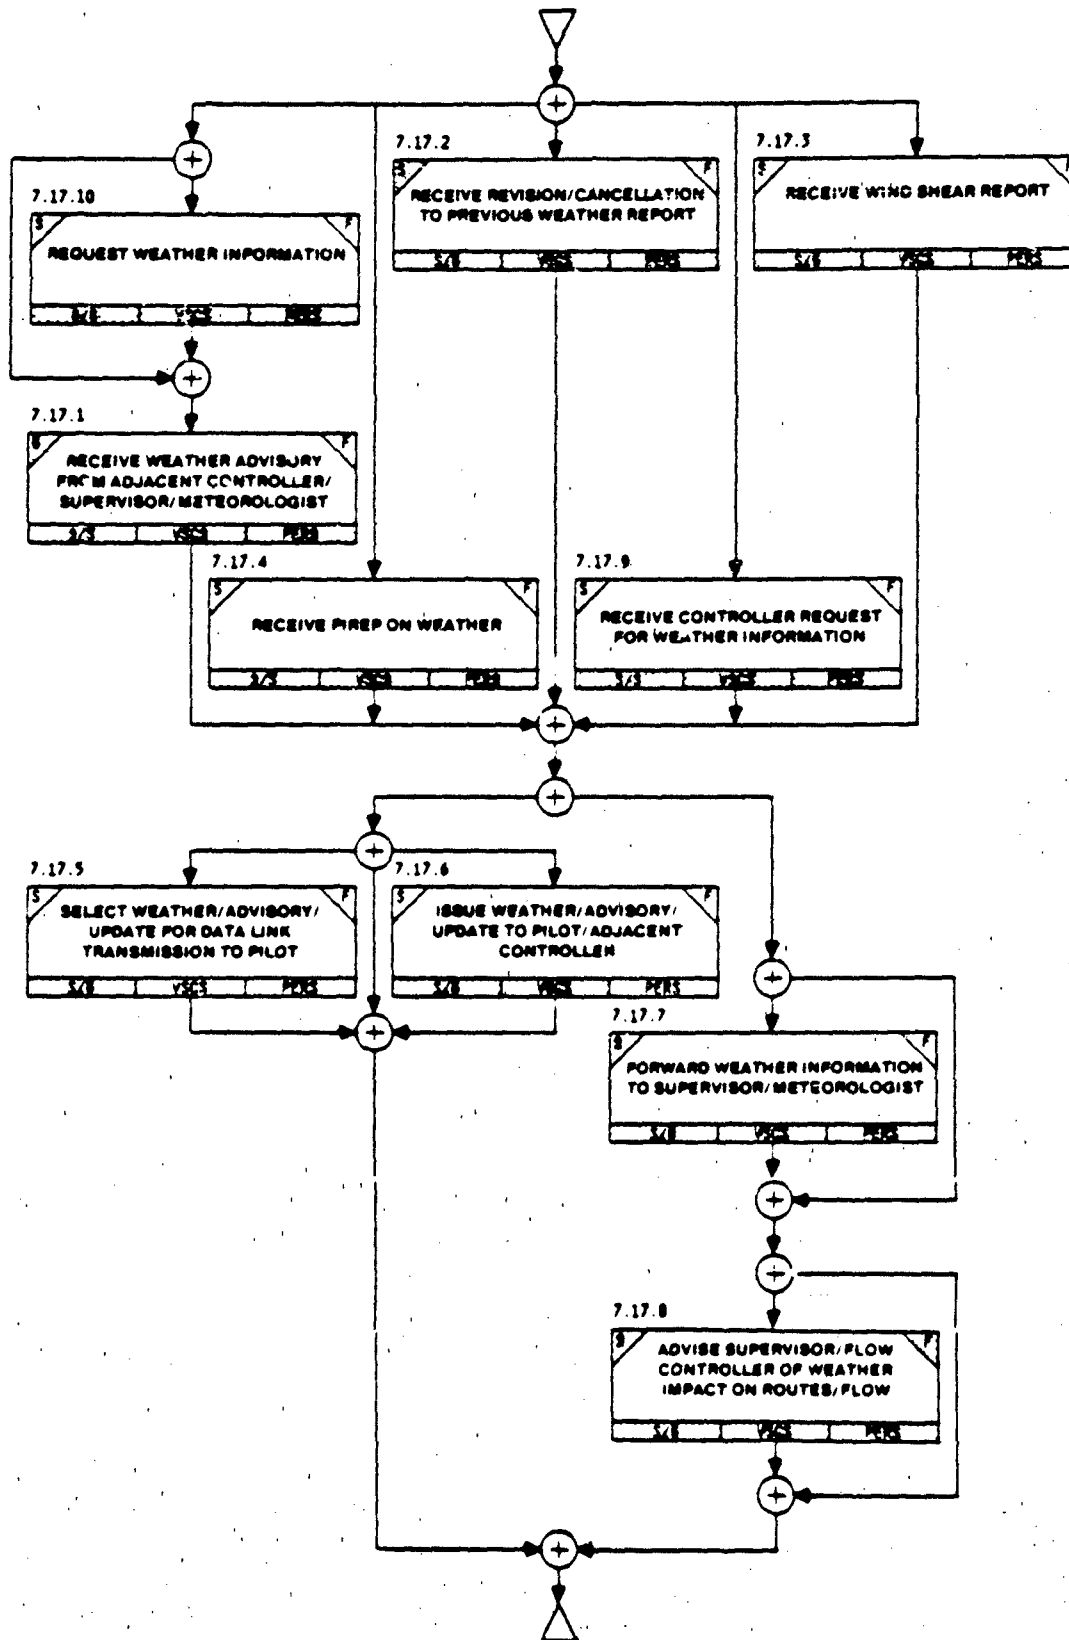 7.17.2
S F
RECEIVE REVISION/CANCELLATION
TO PREVIOUS WEATHER REPORT
VSCS PERS
7.17.3
S
RECEIVE WIND SHEAR REPORT
VSCS PERS
7.17.10
S F
REQUEST WEATHER INFORMATION
VSCS PERS
7.17.1
F
RECEIVE WEATHER ADVISORY
FROM ADJACENT CONTROLLER/
SUPERVISOR/METEOROLOGIST
VSCS PERS
7.17.4
S F
RECEIVE PIREP ON WEATHER
VSCS PERS
7.17.9
S F
RECEIVE CONTROLLER REQUEST
FOR WEATHER INFORMATION
VSCS PERS
7.17.5
S F
SELECT WEATHER/ADVISORY/
UPDATE FOR DATA LINK
TRANSMISSION TO PILOT
VSCS PERS
7.17.6
S F
ISSUE WEATHER/ADVISORY/
UPDATE TO PILOT/ADJACENT
CONTROLLER
VSCS PERS
7.17.7
F
FORWARD WEATHER INFORMATION
TO SUPERVISOR/METEOROLOGIST
VSCS PERS
7.17.8
F
ADVISE SUPERVISOR/FLOW
CONTROLLER OF WEATHER
IMPACT ON ROUTES/FLOW
VSCS PERS